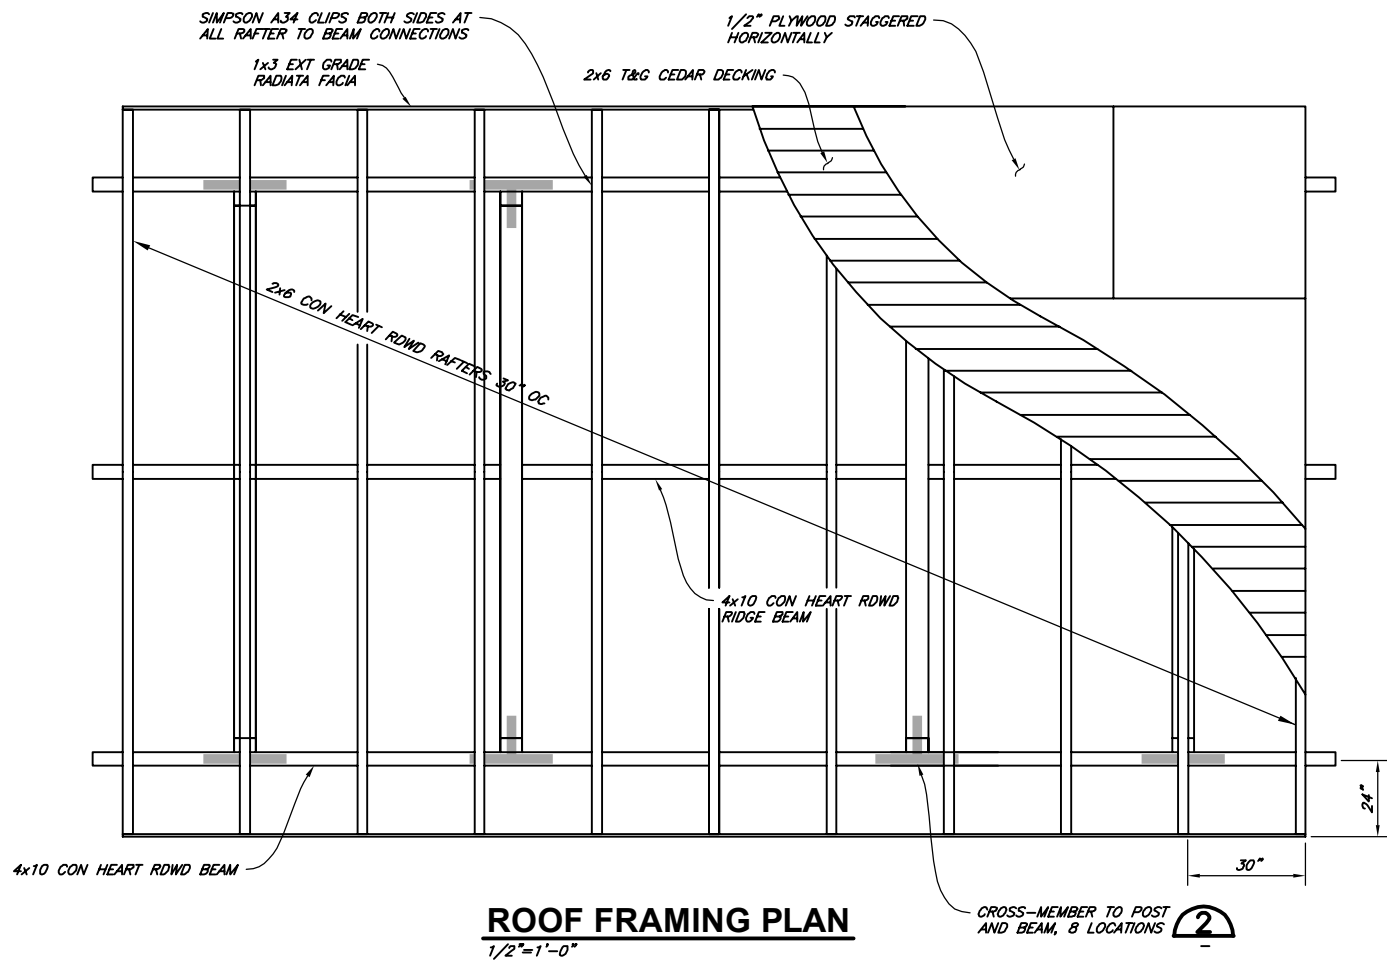 SIMPSON A34 CLIPS BOTH SIDES AT
ALL RAFTER TO BEAM CONNECTIONS
1/2" PLYWOOD STAGGERED
HORIZONTALLY
1x3 EXT GRADE
RADIATA FACIA
2x6 T&G CEDAR DECKING
2x6 CON HEART RDWD RAFTERS 30" OC
4x10 CON HEART RDWD
RIDGE BEAM
24"
30"
4x10 CON HEART RDWD BEAM
CROSS-MEMBER TO POST
AND BEAM, 8 LOCATIONS
2
-
ROOF FRAMING PLAN
1/2"=1'-0"